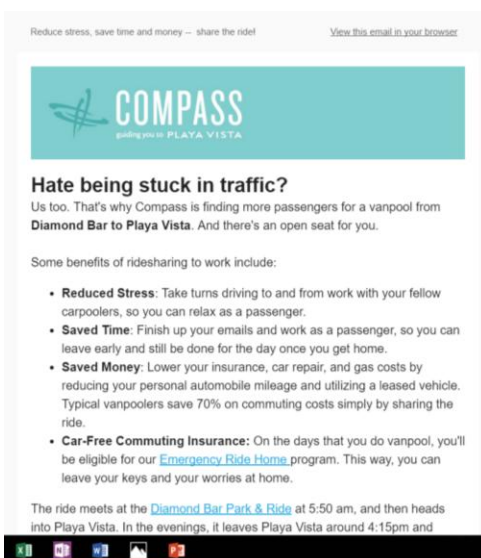 Reduce stress, save time and money -- share the ride!
View this email in your browser
COMPASS
guiding you to PLAYA VISTA
Hate being stuck in traffic?
Us too. That's why Compass is finding more passengers for a vanpool from
Diamond Bar to Playa Vista. And there's an open seat for you.
Some benefits of ridesharing to work include:
• Reduced Stress: Take turns driving to and from work with your fellow
carpoolers, so you can relax as a passenger.
• Saved Time: Finish up your emails and work as a passenger, so you can
leave early and still be done for the day once you get home.
• Saved Money: Lower your insurance, car repair, and gas costs by
reducing your personal automobile mileage and utilizing a leased vehicle.
Typical vanpoolers save 70% on commuting costs simply by sharing the
ride.
• Car-Free Commuting Insurance: On the days that you do vanpool, you'll
be eligible for our Emergency Ride Home program. This way, you can
leave your keys and your worries at home.
The ride meets at the Diamond Bar Park & Ride at 5:50 am, and then heads
into Playa Vista. In the evenings, it leaves Playa Vista around 4:15pm and